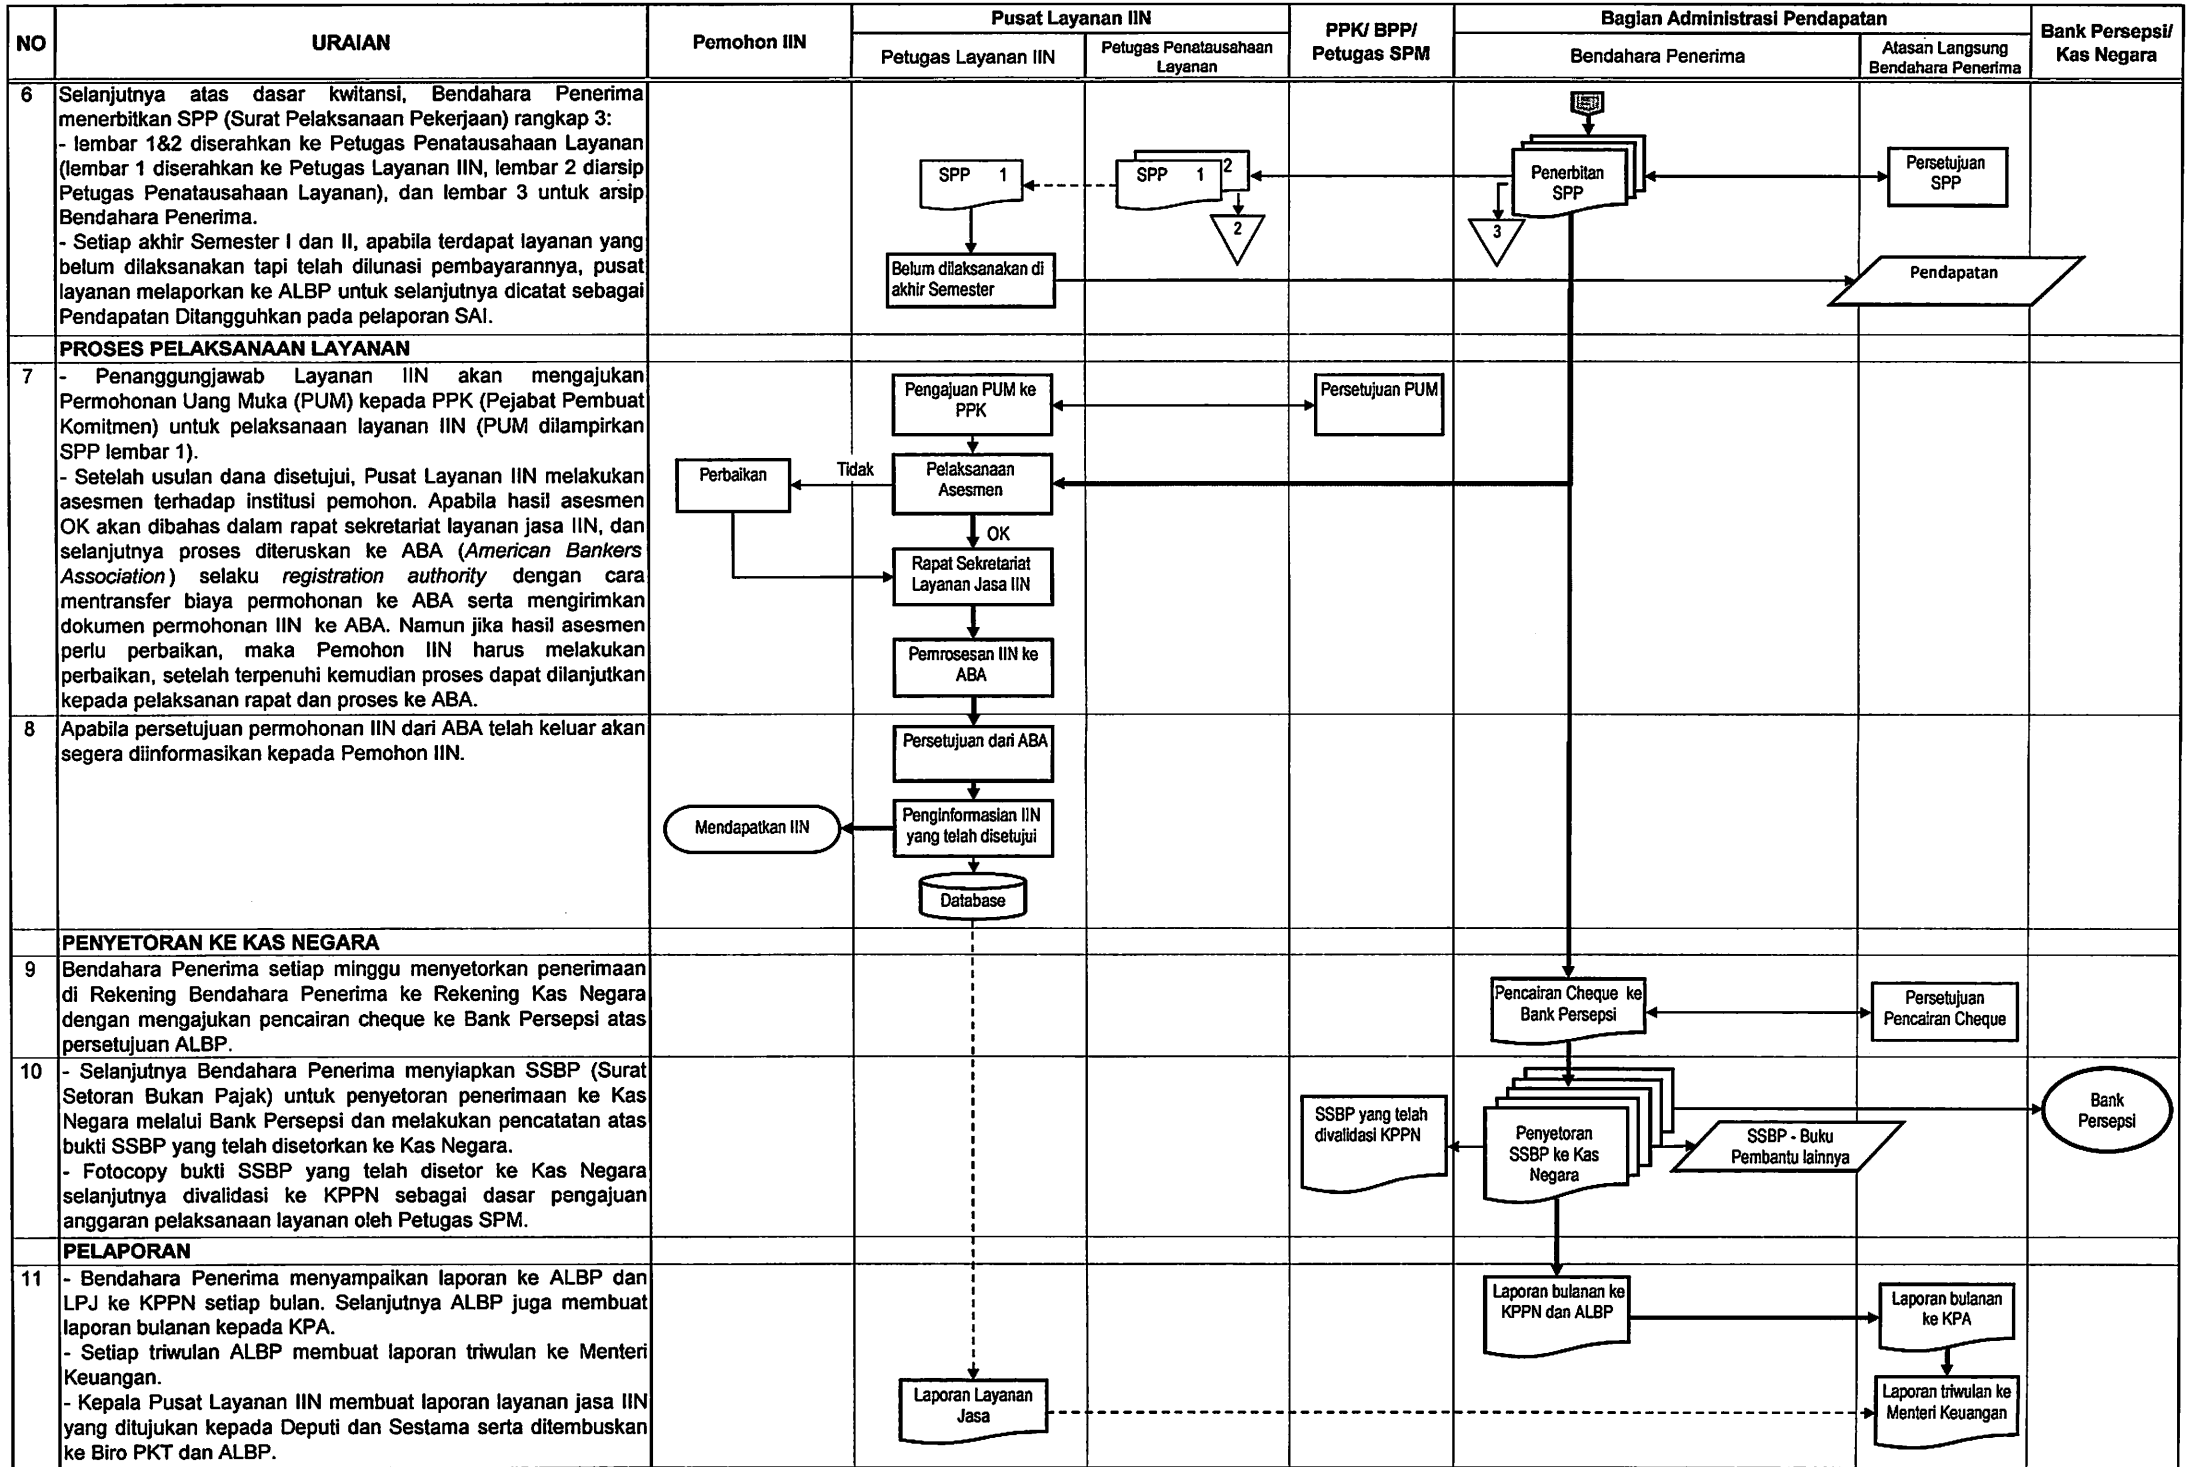 NO
URAIAN
Pemohon IIN
Pusat Layanan IIN
Petugas Layanan IIN
Petugas Penatausahaan
Layanan
PPK/ BPP/
Petugas SPM
Bagian Administrasi Pendapatan
Bendahara Penerima
Atasan Langsung
Bendahara Penerima
Bank Persepsi/
Kas Negara
6
Selanjutnya atas dasar kwitansi, Bendahara Penerima
menerbitkan SPP (Surat Pelaksanaan Pekerjaan) rangkap 3:
- lembar 1&2 diserahkan ke Petugas Penatausahaan Layanan
(lembar 1 diserahkan ke Petugas Layanan IIN, lembar 2 diarsip
Petugas Penatausahaan Layanan), dan lembar 3 untuk arsip
Bendahara Penerima.
- Setiap akhir Semester I dan II, apabila terdapat layanan yang
belum dilaksanakan tapi telah dilunasi pembayarannya, pusat
layanan melaporkan ke ALBP untuk selanjutnya dicatat sebagai
Pendapatan Ditangguhkan pada pelaporan SAI.
SPP 1
SPP 1
2
2
Penerbitan
SPP
3
Persetujuan
SPP
Belum dilaksanakan di
akhir Semester
Pendapatan
PROSES PELAKSANAAN LAYANAN
7
- Penanggungjawab Layanan IIN akan mengajukan
Permohonan Uang Muka (PUM) kepada PPK (Pejabat Pembuat
Komitmen) untuk pelaksanaan layanan IIN (PUM dilampirkan
SPP lembar 1).
- Setelah usulan dana disetujui, Pusat Layanan IIN melakukan
asesmen terhadap institusi pemohon. Apabila hasil asesmen
OK akan dibahas dalam rapat sekretariat layanan jasa IIN, dan
selanjutnya proses diteruskan ke ABA (American Bankers
Association) selaku registration authority dengan cara
mentransfer biaya permohonan ke ABA serta mengirimkan
dokumen permohonan IIN ke ABA. Namun jika hasil asesmen
perlu perbaikan, maka Pemohon IIN harus melakukan
perbaikan, setelah terpenuhi kemudian proses dapat dilanjutkan
kepada pelaksanan rapat dan proses ke ABA.
Pengajuan PUM ke
PPK
Persetujuan PUM
Perbaikan
Tidak
Pelaksanaan
Asesmen
OK
Rapat Sekretariat
Layanan Jasa IIN
Pemrosesan IIN ke
ABA
8
Apabila persetujuan permohonan IIN dari ABA telah keluar akan
segera diinformasikan kepada Pemohon IIN.
Persetujuan dari ABA
Mendapatkan IIN
Penginformasian IIN
yang telah disetujui
Database
PENYETORAN KE KAS NEGARA
9
Bendahara Penerima setiap minggu menyetorkan penerimaan
di Rekening Bendahara Penerima ke Rekening Kas Negara
dengan mengajukan pencairan cheque ke Bank Persepsi atas
persetujuan ALBP.
Pencairan Cheque ke
Bank Persepsi
Persetujuan
Pencairan Cheque
10
- Selanjutnya Bendahara Penerima menyiapkan SSBP (Surat
Setoran Bukan Pajak) untuk penyetoran penerimaan ke Kas
Negara melalui Bank Persepsi dan melakukan pencatatan atas
bukti SSBP yang telah disetorkan ke Kas Negara.
- Fotocopy bukti SSBP yang telah disetor ke Kas Negara
selanjutnya divalidasi ke KPPN sebagai dasar pengajuan
anggaran pelaksanaan layanan oleh Petugas SPM.
SSBP yang telah
divalidasi KPPN
Penyetoran
SSBP ke Kas
Negara
SSBP - Buku
Pembantu lainnya
Bank
Persepsi
PELAPORAN
11
- Bendahara Penerima menyampaikan laporan ke ALBP dan
LPJ ke KPPN setiap bulan. Selanjutnya ALBP juga membuat
laporan bulanan kepada KPA.
- Setiap triwulan ALBP membuat laporan triwulan ke Menteri
Keuangan.
- Kepala Pusat Layanan IIN membuat laporan layanan jasa IIN
yang ditujukan kepada Deputi dan Sestama serta ditembuskan
ke Biro PKT dan ALBP.
Laporan bulanan ke
KPPN dan ALBP
Laporan bulanan
ke KPA
Laporan Layanan
Jasa
Laporan triwulan ke
Menteri Keuangan